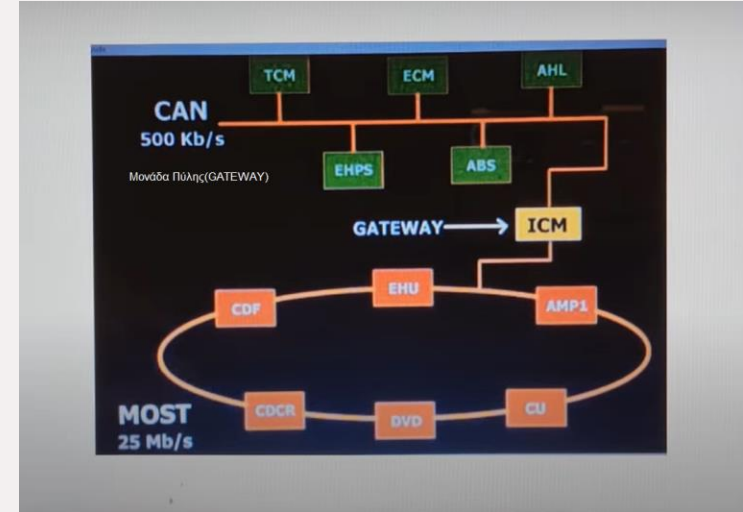 TCM
ECM
AHL
CAN
500 Kb/s
EHPS
ABS
Μονάδα Πύλης(GATEWAY)
GATEWAY
ICM
EHU
CDF
AMP1
CDCR
DVD
CU
MOST
25 Mb/s